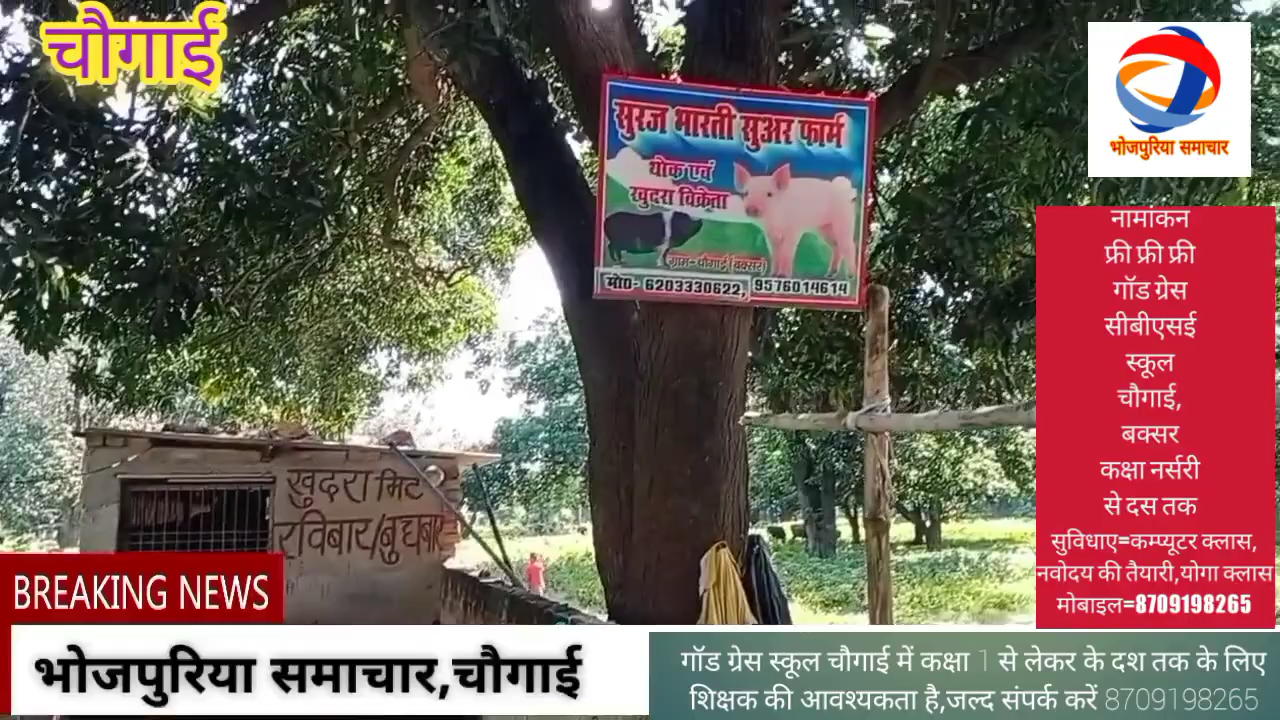 चौगाई
भोजपुरिया समाचार
सुरज भारती सुअर फार्म
थोक एवं
खुदरा विक्रेता
ग्राम-चौगाई (बक्सर)
मो०- 6203330622, 9576014614
नामांकन
फ्री फ्री फ्री
गॉड ग्रेस
सीबीएसई
स्कूल
चौगाई,
बक्सर
कक्षा नर्सरी
से दस तक
सुविधाए=कम्प्यूटर क्लास,
नवोदय की तैयारी,योगा क्लास
मोबाइल=8709198265
खुदरा मिट
रविबार/बुधबार
BREAKING NEWS
भोजपुरिया समाचार,चौगाई
गॉड ग्रेस स्कूल चौगाई में कक्षा 1 से लेकर के दश तक के लिए
शिक्षक की आवश्यकता है,जल्द संपर्क करें 8709198265